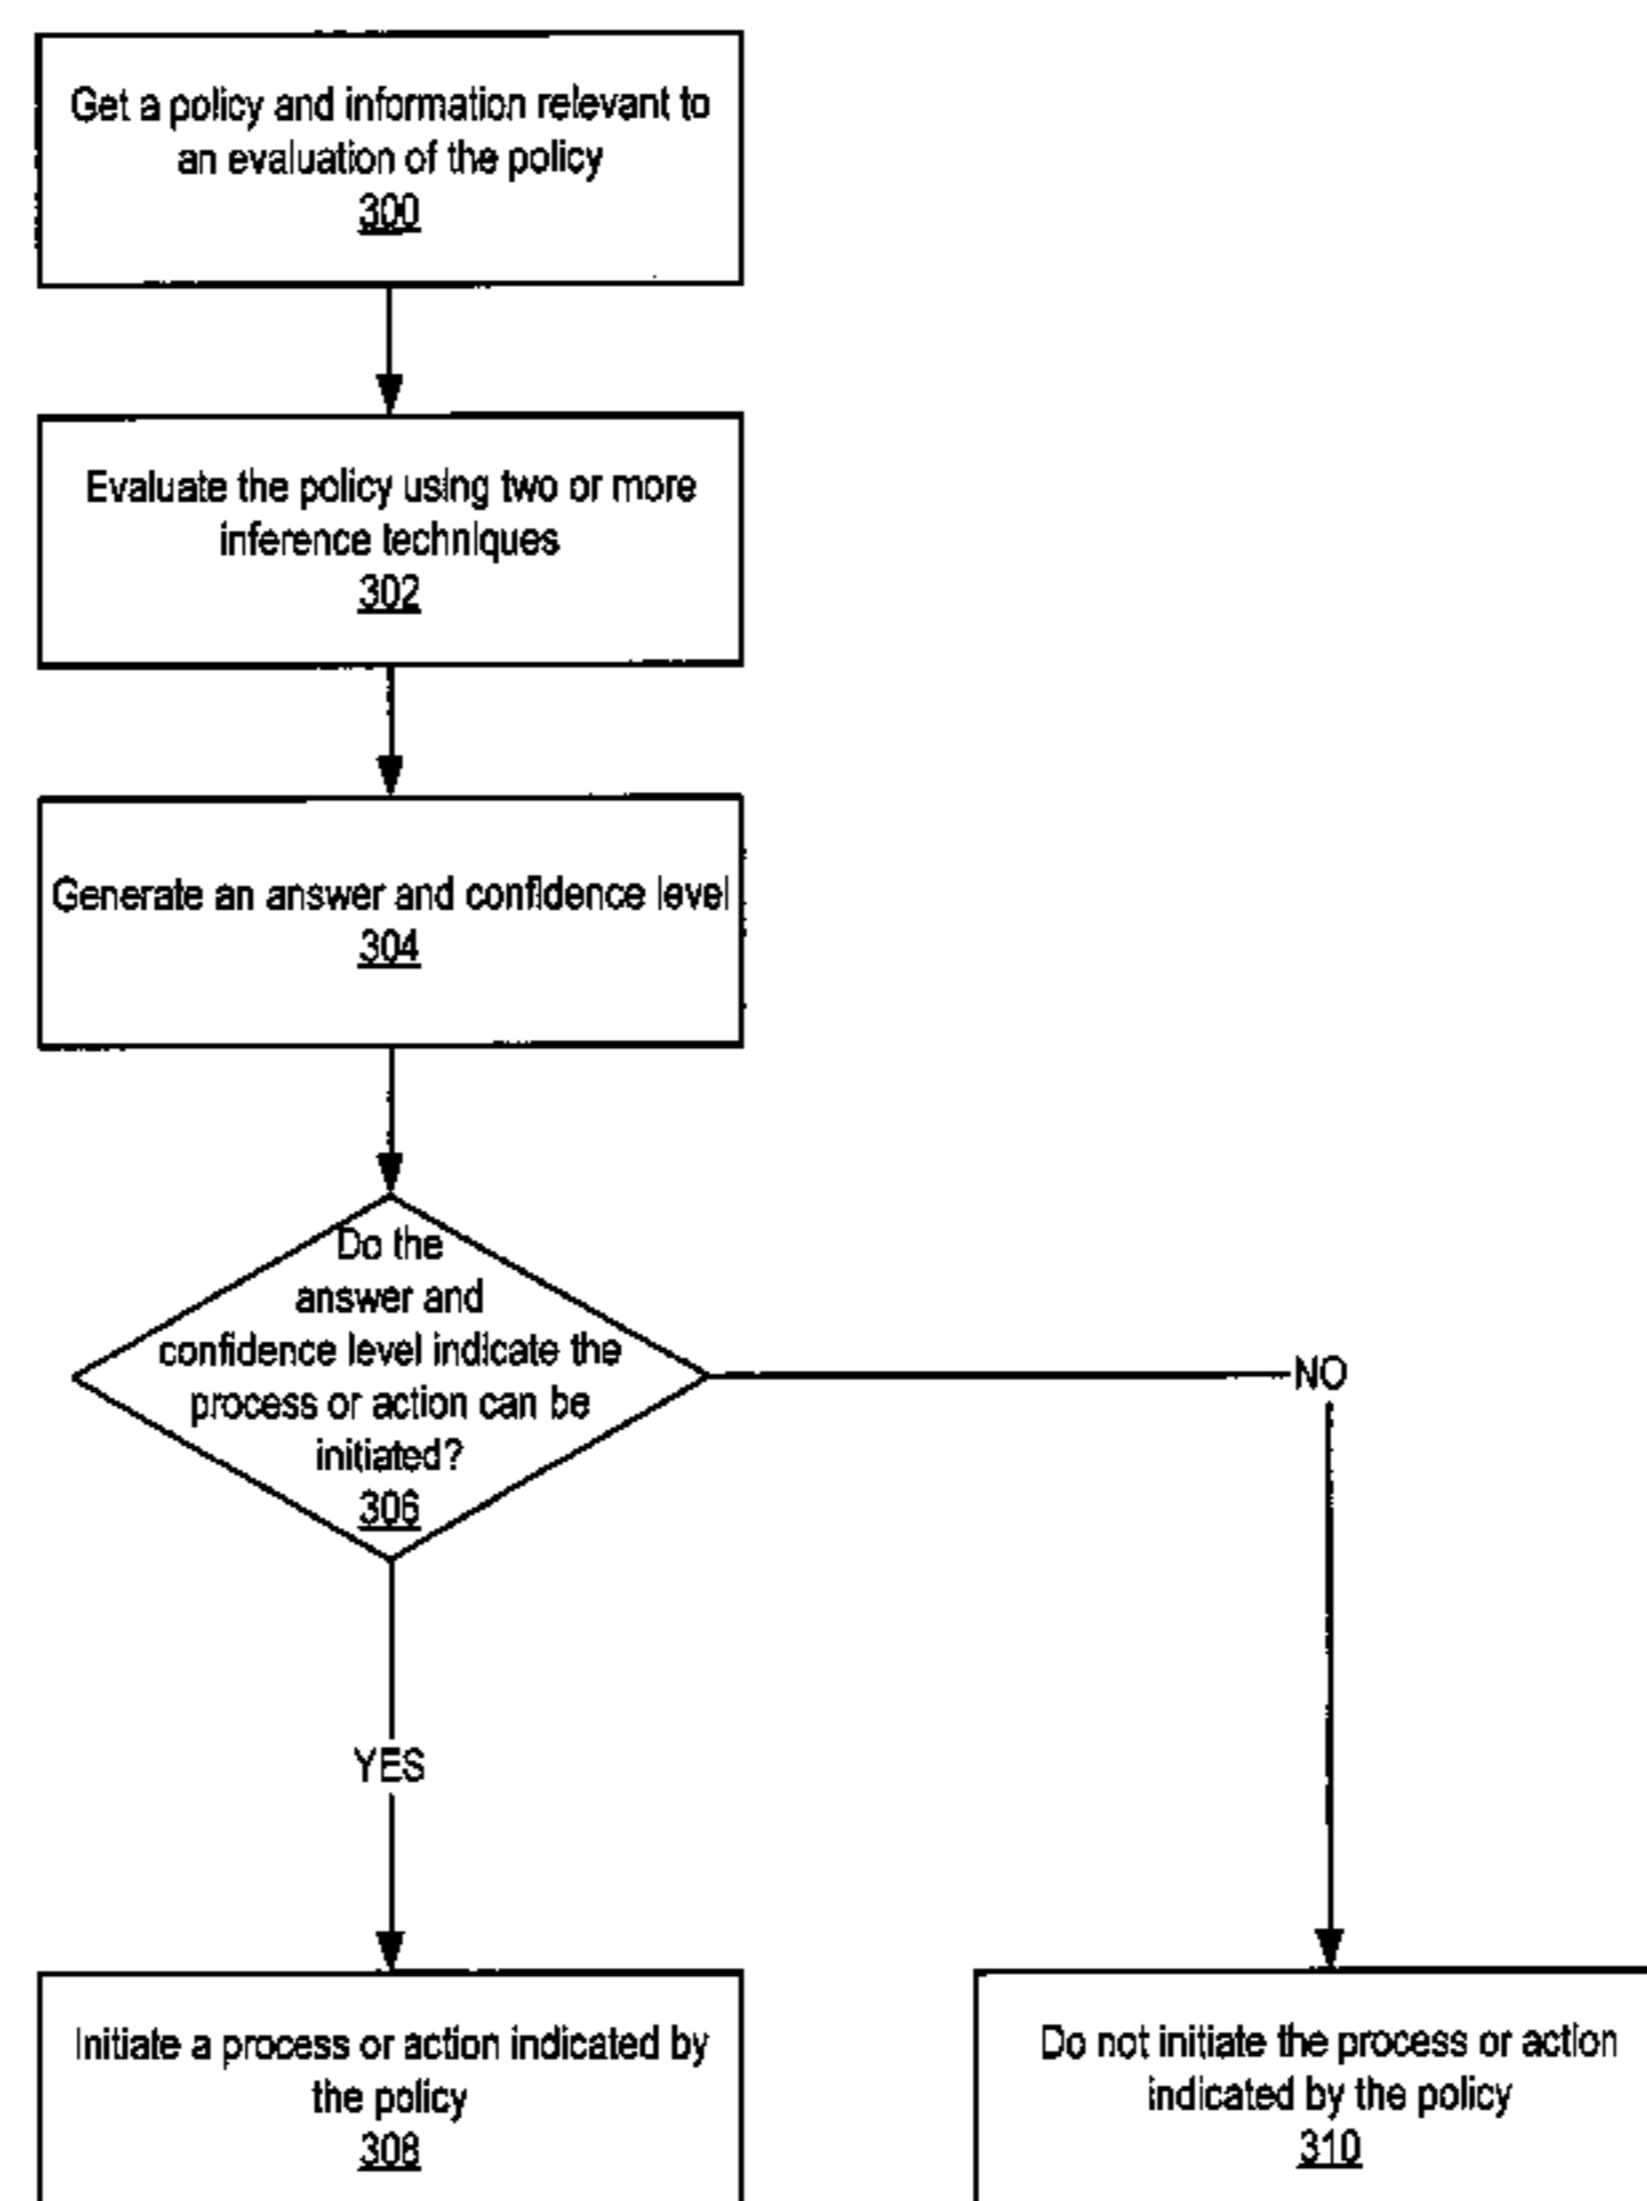 Get a policy and information relevant to
an evaluation of the policy
300
Evaluate the policy using two or more
inference techniques
302
Generate an answer and confidence level
304
Do the
answer and
confidence level indicate the
process or action can be
initiated?
306
NO
YES
Initiate a process or action indicated by
the policy
308
Do not initiate the process or action
indicated by the policy
310